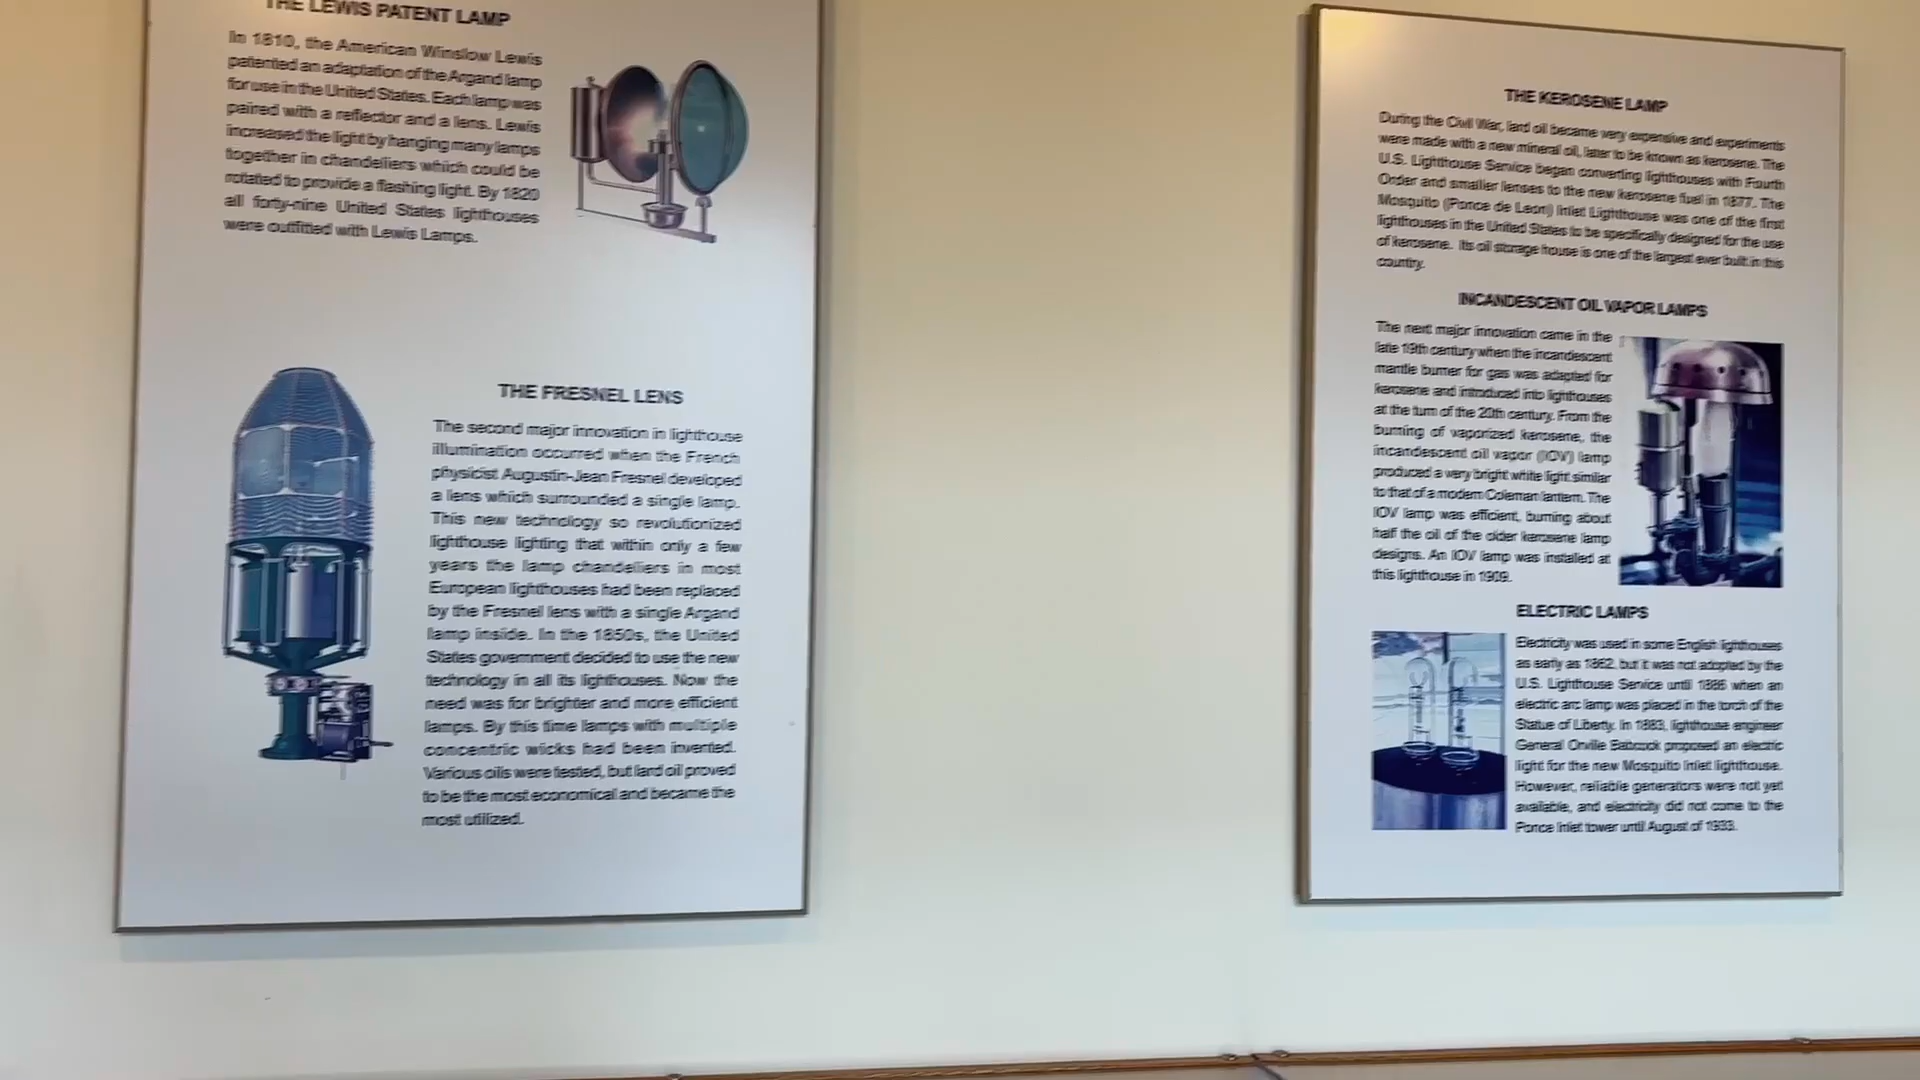 THE LEWIS PATENT LAMP
In 1810, the American Winslow Lewis
patented an adaptation of the Argand lamp
for use in the United States. Each lamp was
paired with a reflector and a lens. Lewis
increased the light by hanging many lamps
together in chandeliers which could be
rotated to provide a flashing light. By 1820
all forty-nine United States lighthouses
were outfitted with Lewis Lamps.
THE FRESNEL LENS
The second major innovation in lighthouse
illumination occurred when the French
physicist Augustin-Jean Fresnel developed
a lens which surrounded a single lamp.
This new technology so revolutionized
lighthouse lighting that within only a few
years the lamp chandeliers in most
European lighthouses had been replaced
by the Fresnel lens with a single Argand
lamp inside. In the 1850s, the United
States government decided to use the new
technology in all its lighthouses. Now the
need was for brighter and more efficient
lamps. By this time lamps with multiple
concentric wicks had been invented.
Various oils were tested, but lard oil proved
to be the most economical and became the
most utilized.
THE KEROSENE LAMP
During the Civil War, lard oil became very expensive and experiments
were made with a new mineral oil, later to be known as kerosene. The
U.S. Lighthouse Service began converting lighthouses with Fourth
Order and smaller lenses to the new kerosene fuel in 1877. The
Mosquito (Ponce de Leon) Inlet Lighthouse was one of the first
lighthouses in the United States to be specifically designed for the use
of kerosene. Its oil storage house is one of the largest ever built in this
country.
INCANDESCENT OIL VAPOR LAMPS
The next major innovation came in the
late 19th century when the incandescent
mantle burner for gas was adapted for
kerosene and introduced into lighthouses
at the turn of the 20th century. From the
burning of vaporized kerosene, the
incandescent oil vapor (IOV) lamp
produced a very bright white light similar
to that of a modern Coleman lantern. The
IOV lamp was efficient, burning about
half the oil of the older kerosene lamp
designs. An IOV lamp was installed at
this lighthouse in 1909.
ELECTRIC LAMPS
Electricity was used in some English lighthouses
as early as 1862, but it was not adopted by the
U.S. Lighthouse Service until 1886 when an
electric arc lamp was placed in the torch of the
Statue of Liberty. In 1883, lighthouse engineer
General Orville Babcock proposed an electric
light for the new Mosquito Inlet lighthouse.
However, reliable generators were not yet
available, and electricity did not come to the
Ponce Inlet tower until August of 1933.